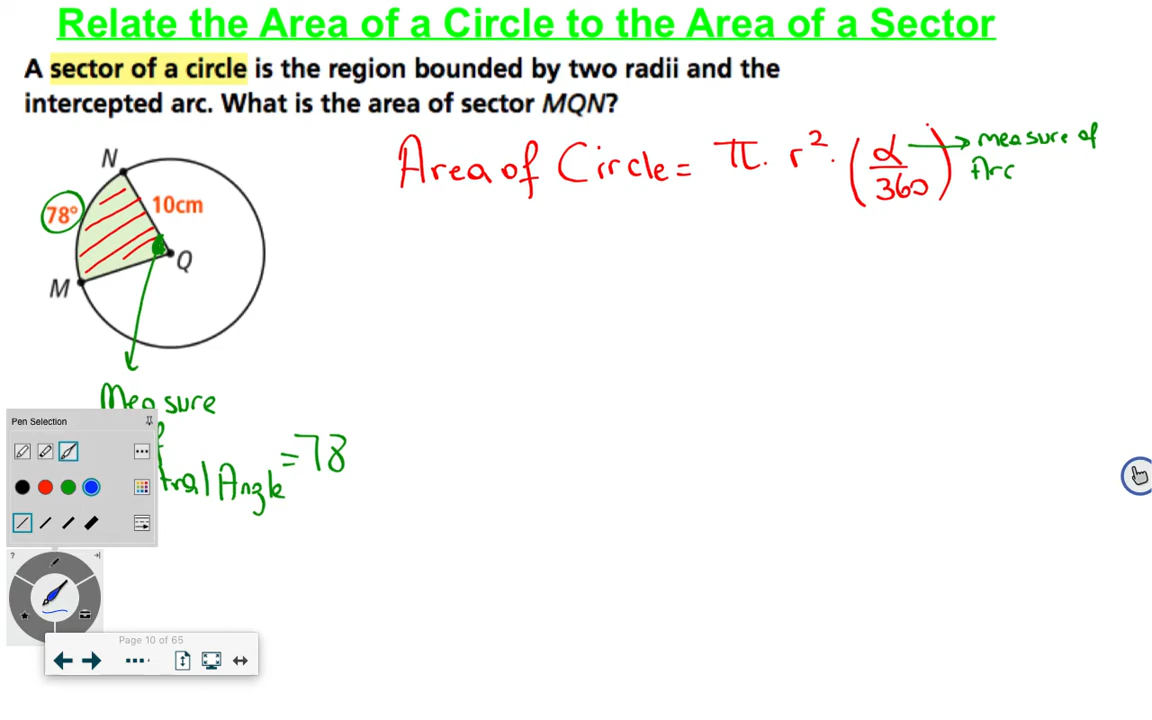 Relate the Area of a Circle to the Area of a Sector
A sector of a circle is the region bounded by two radii and the
intercepted arc. What is the area of sector MQN?
Area of Circle = π · r² · (α/360) → measure of
Arc
N
78°
10cm
Q
M
Measure
= 78
tral Angle
Pen Selection
Page 10 of 65